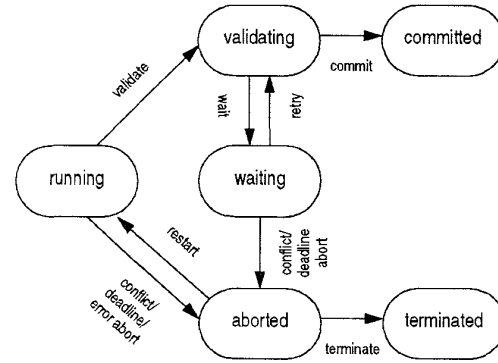 validating
committed
commit
validate
wait
retry
running
waiting
restart
conflict/
deadline
abort
conflict/
deadline/
error abort
aborted
terminated
terminate